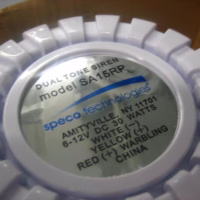 DUAL TONE SIREN
model SA15RP
speco technologies
AMITYVILLE, NY 11701
6-12V DC 30 WATTS
WHITE (-)
YELLOW (+)
RED (+) WARBLING
CHINA